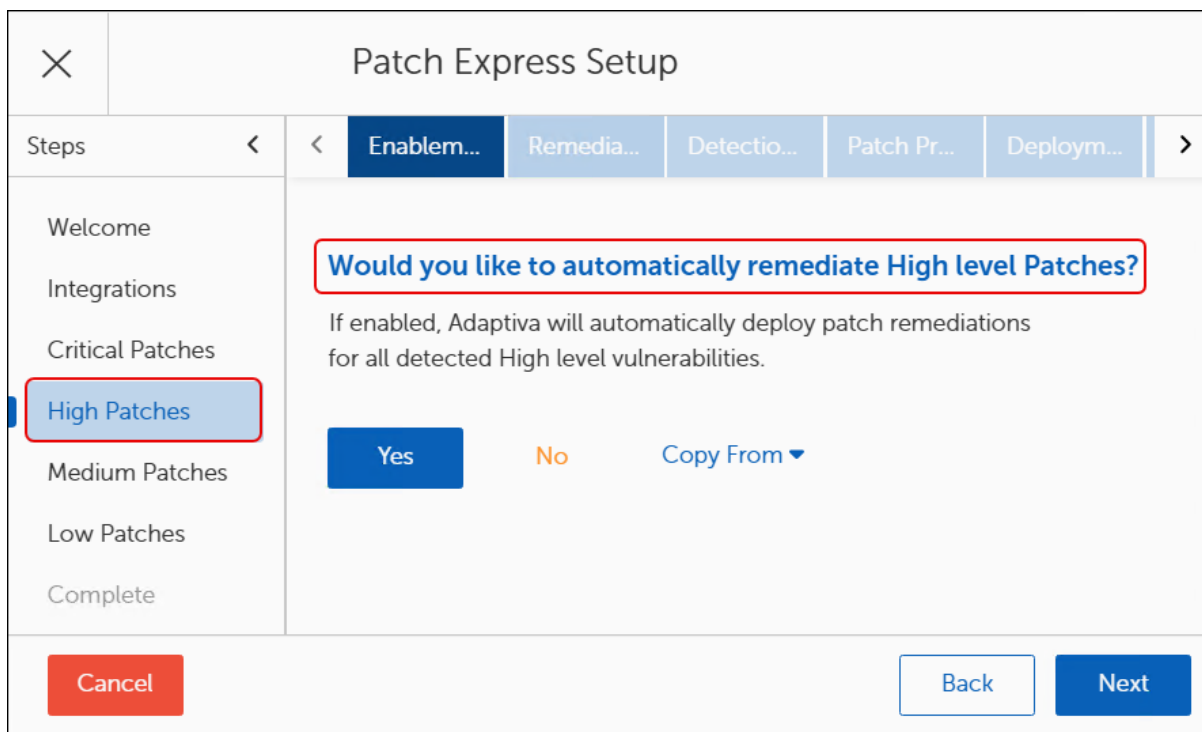 Patch Express Setup
Steps
Enablem...
Remedia...
Detectio...
Patch Pr...
Deploym...
Welcome
Integrations
Critical Patches
High Patches
Medium Patches
Low Patches
Complete
Would you like to automatically remediate High level Patches?
If enabled, Adaptiva will automatically deploy patch remediations
for all detected High level vulnerabilities.
Yes
No
Copy From
Cancel
Back
Next